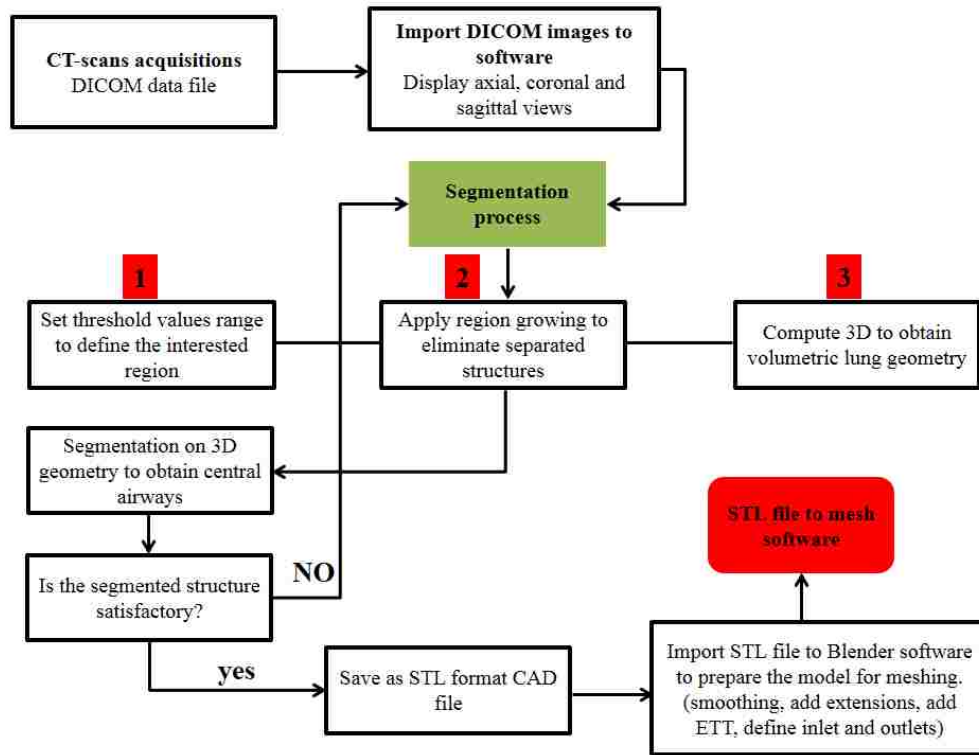 CT-scans acquisitions
DICOM data file
Import DICOM images to
software
Display axial, coronal and
sagittal views
Segmentation
process
1
2
3
Set threshold values range
to define the interested
region
Apply region growing to
eliminate separated
structures
Compute 3D to obtain
volumetric lung geometry
Segmentation on 3D
geometry to obtain central
airways
STL file to mesh
software
NO
Is the segmented structure
satisfactory?
yes
Save as STL format CAD
file
Import STL file to Blender software
to prepare the model for meshing.
(smoothing, add extensions, add
ETT, define inlet and outlets)